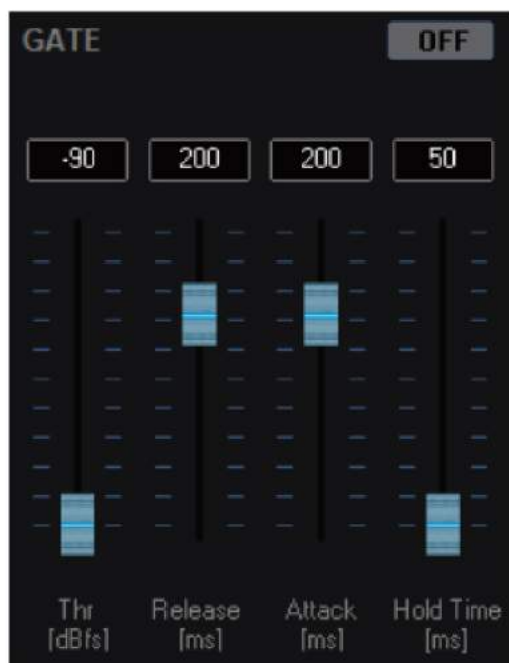 GATE OFF
-90 200 200 50
Thr Release Attack Hold Time
[dBfs] [ms] [ms] [ms]